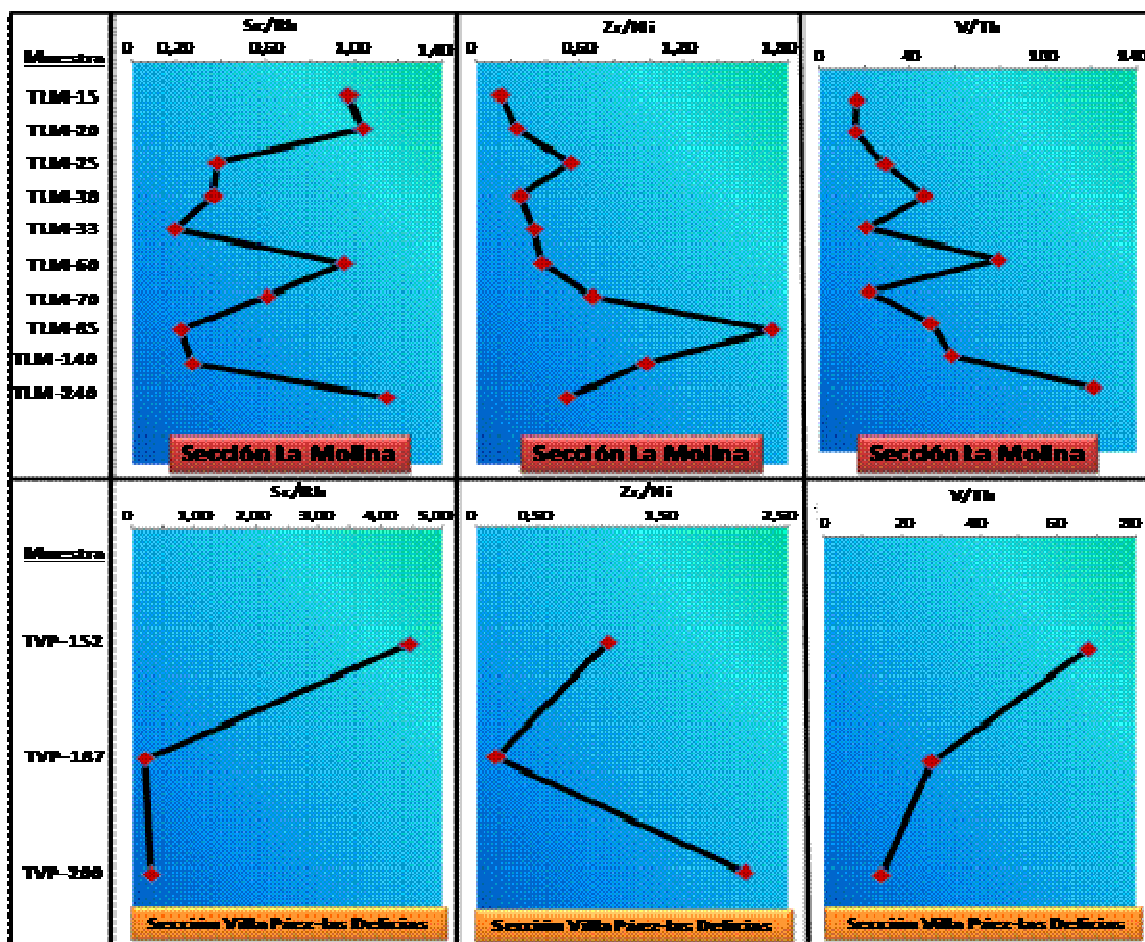 Sc/Rb Zr/Ni V/Th
Muestra 0 0,20 0,60 1,00 1,40 0 0,60 1,20 1,80 0 40 100 140
TLM-15
TLM-20
TLM-25
TLM-30
TLM-33
TLM-60
TLM-70
TLM-85
TLM-140
TLM-240
Sección La Molina Sección La Molina Sección La Molina
Sc/Rb Zr/Ni V/Th
Muestra 0 1,00 2,00 3,00 4,00 5,00 0 0,50 1,50 2,50 0 20 40 60 80
TVP-152
TVP-167
TVP-200
Sección Villa Páez-las Delicias Sección Villa Páez-las Delicias Sección Villa Páez-las Delicias